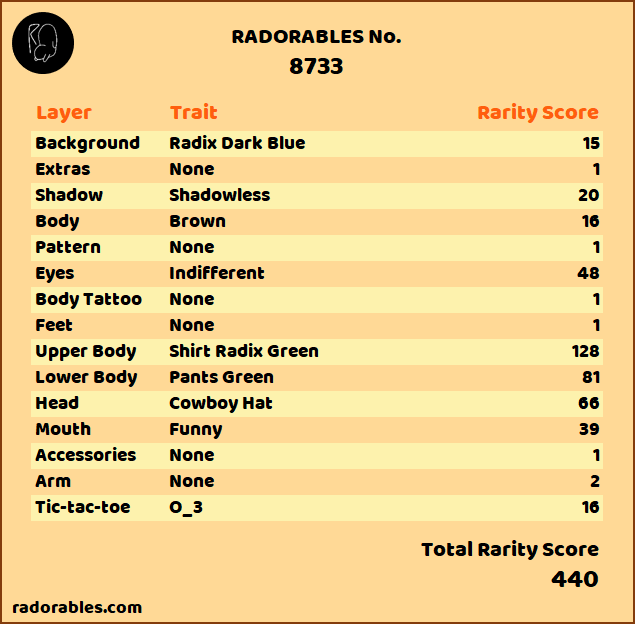 RADORABLES No.
8733
Layer Trait Rarity Score
Background Radix Dark Blue 15
Extras None 1
Shadow Shadowless 20
Body Brown 16
Pattern None 1
Eyes Indifferent 48
Body Tattoo None 1
Feet None 1
Upper Body Shirt Radix Green 128
Lower Body Pants Green 81
Head Cowboy Hat 66
Mouth Funny 39
Accessories None 1
Arm None 2
Tic-tac-toe O_3 16
Total Rarity Score
440
radorables.com